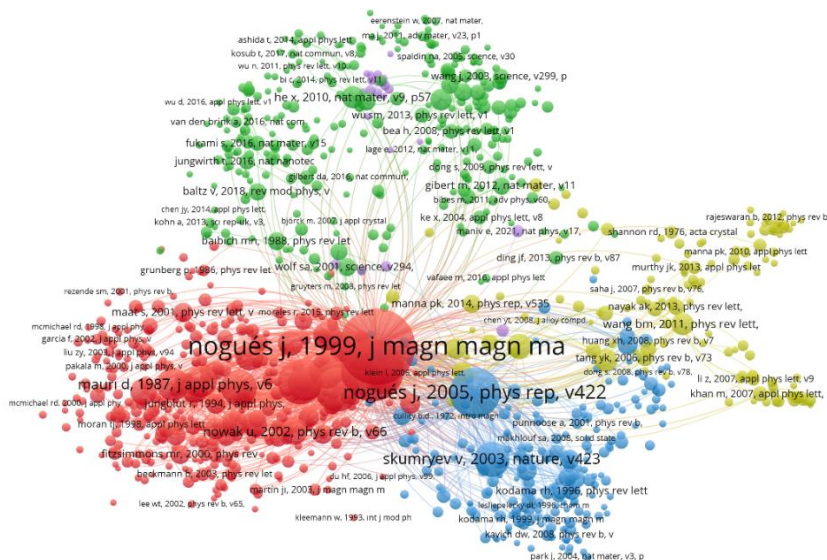 eerenstein w, 2007, nat mater.
ma j, 2011, adv mater, v23, p1
ashida t, 2014, appl phys lett
kosub t, 2017, nat commun, v8,
spaldin na, 2005, science, v30
wu n. 2011, phys rev lett, v10.
bi c, 2014, phys rev lett, v11
wang j, 2003, science, v299, p
he x, 2010, nat mater, v9, p57
wu d, 2016, appl phys lett, v1
wu sm, 2013, phys rev lett, v1
van den brink a, 2016, nat com
bea h, 2008, phys rev lett, v1
fukami s, 2016, nat mater, v15
lage e, 2012, nat mater, v11,
jungwirth t, 2016, nat nanotec
dong s, 2009, phys rev lett, v
gilbert da, 2016, nat commun,
gibert m, 2012, nat mater, v11
baltz v, 2018, rev mod phys, v
bibes m, 2011, adv phys, v60,
chen jy, 2014, appl phys lett,
kohn a, 2013, sci rep-uk, v3,
björck m, 2007, j appl crystal
ke x, 2004, appl phys lett, v8
rajeswaran b, 2012, phys rev b
haniv e, 2021, nat phys, v17,
shannon rd, 1976, acta crystal
baibich mn, 1988, phys rev let
manna pk, 2010, appl phys lett
ding jf, 2013, phys rev b, v87
murthy jk, 2013, appl phys let
grunberg p, 1986, phys rev let
wolf sa, 2001, science, v294,
vafaee m, 2016, appl phys lett
saha j, 2007, phys rev b, v76,
rezende sm, 2001, phys rev b,
gruyters m, 2008, phys rev let
manna pk, 2014, phys rep, v535
nayak ak, 2013, phys rev lett,
maat s, 2001, phys rev lett, v
morales r, 2015, phys rev lett
chen yt, 2008, j alloy compd
wang bm, 2011, phys rev lett,
mcmichael rd, 1998, j appl phy
garcia f, 2002, j appl phys, v
huang xh, 2008, phys rev b, v7
liu zy, 2003, j appl phys, v94
nogués j, 1999, j magn magn ma
tang yk, 2006, phys rev b, v73
pakala m, 2000, j appl phys, v
klein l, 2005, appl phys lett,
dong s, 2008, phys rev b, v78,
li z, 2007, appl phys lett, v9
mauri d, 1987, j appl phys, v6
nogués j, 2005, phys rep, v422
khan m, 2007, appl phys lett,
mcmichael rd, 2000, j appl phy
jungblut r, 1994, j appl phys,
cullity b.d., 1972, intro magn
punnoose a, 2001, phys rev b,
moran tj, 1998, appl phys lett
nowak u, 2002, phys rev b, v66
makhlouf sa, 2008, solid state
fitzsimmons mr, 2000, phys rev
skumryev v, 2003, nature, v423
beckmann b, 2003, phys rev let
du hf, 2006, j appl phys, v99,
leslie-pelecky dl, 1996, chem m
martin ji, 2003, j magn magn m
kodama rh, 1996, phys rev lett
lee wt, 2002, phys rev b, v65,
kodama rh, 1999, j magn magn m
kleemann w, 1993, int j mod ph
kavich dw, 2008, phys rev b, v
park j, 2004, nat mater, v3, p